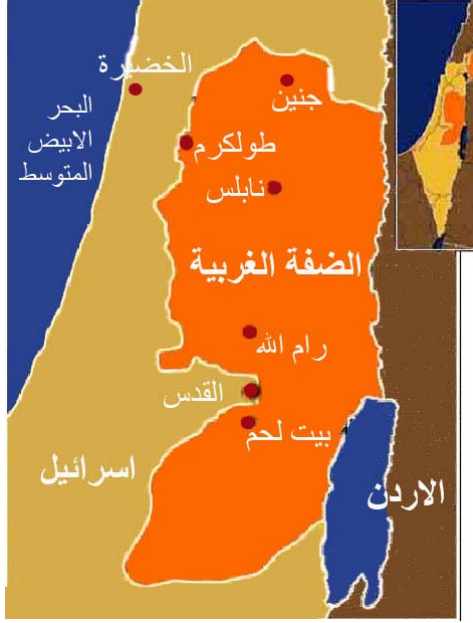 الخضيرة
جنين
البحر
الابيض
المتوسط
طولكرم
نابلس
الضفة الغربية
رام الله
القدس
بيت لحم
اسرائيل
الاردن